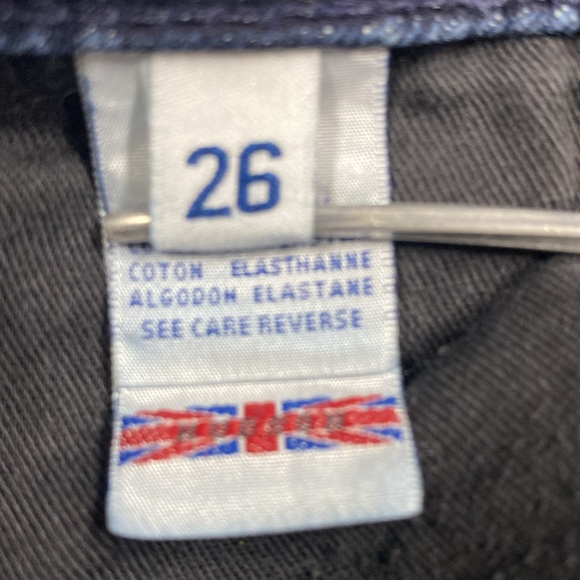 26
COTON ELASTHANNE
ALGODON ELASTANE
SEE CARE REVERSE